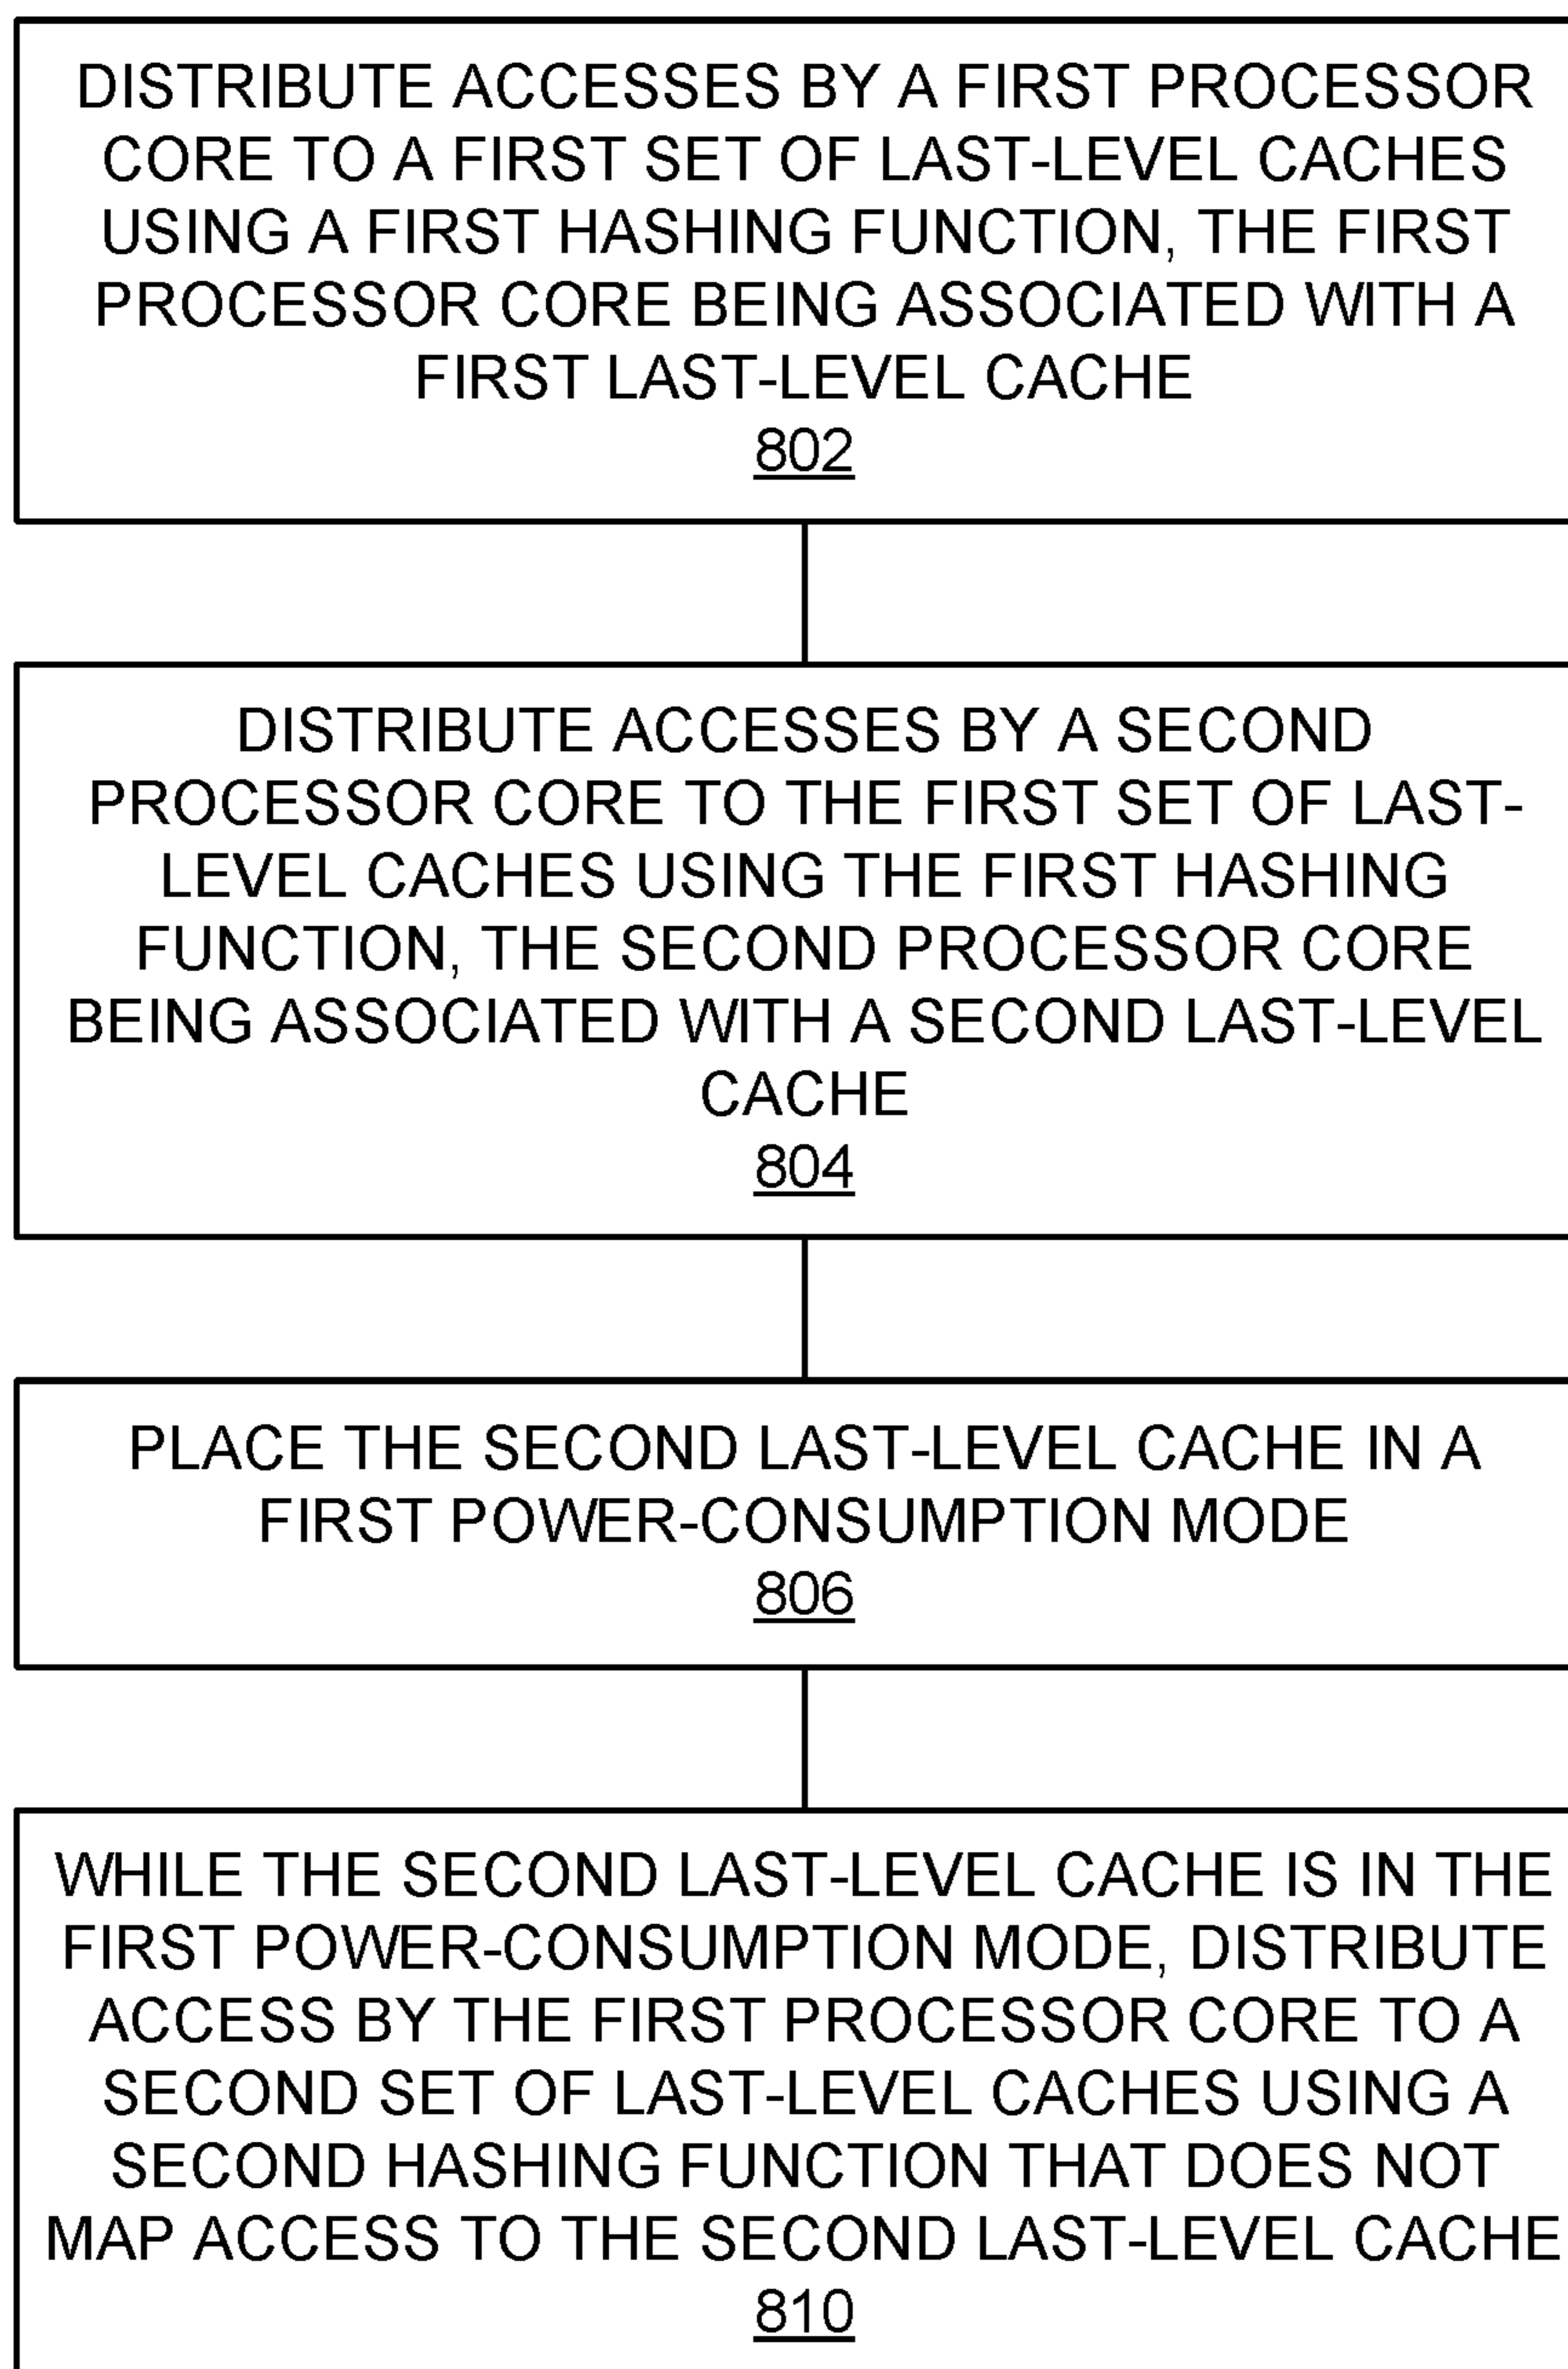 DISTRIBUTE ACCESSES BY A FIRST PROCESSOR
CORE TO A FIRST SET OF LAST-LEVEL CACHES
USING A FIRST HASHING FUNCTION, THE FIRST
PROCESSOR CORE BEING ASSOCIATED WITH A
FIRST LAST-LEVEL CACHE
802
DISTRIBUTE ACCESSES BY A SECOND
PROCESSOR CORE TO THE FIRST SET OF LAST-
LEVEL CACHES USING THE FIRST HASHING
FUNCTION, THE SECOND PROCESSOR CORE
BEING ASSOCIATED WITH A SECOND LAST-LEVEL
CACHE
804
PLACE THE SECOND LAST-LEVEL CACHE IN A
FIRST POWER-CONSUMPTION MODE
806
WHILE THE SECOND LAST-LEVEL CACHE IS IN THE
FIRST POWER-CONSUMPTION MODE, DISTRIBUTE
ACCESS BY THE FIRST PROCESSOR CORE TO A
SECOND SET OF LAST-LEVEL CACHES USING A
SECOND HASHING FUNCTION THAT DOES NOT
MAP ACCESS TO THE SECOND LAST-LEVEL CACHE
810